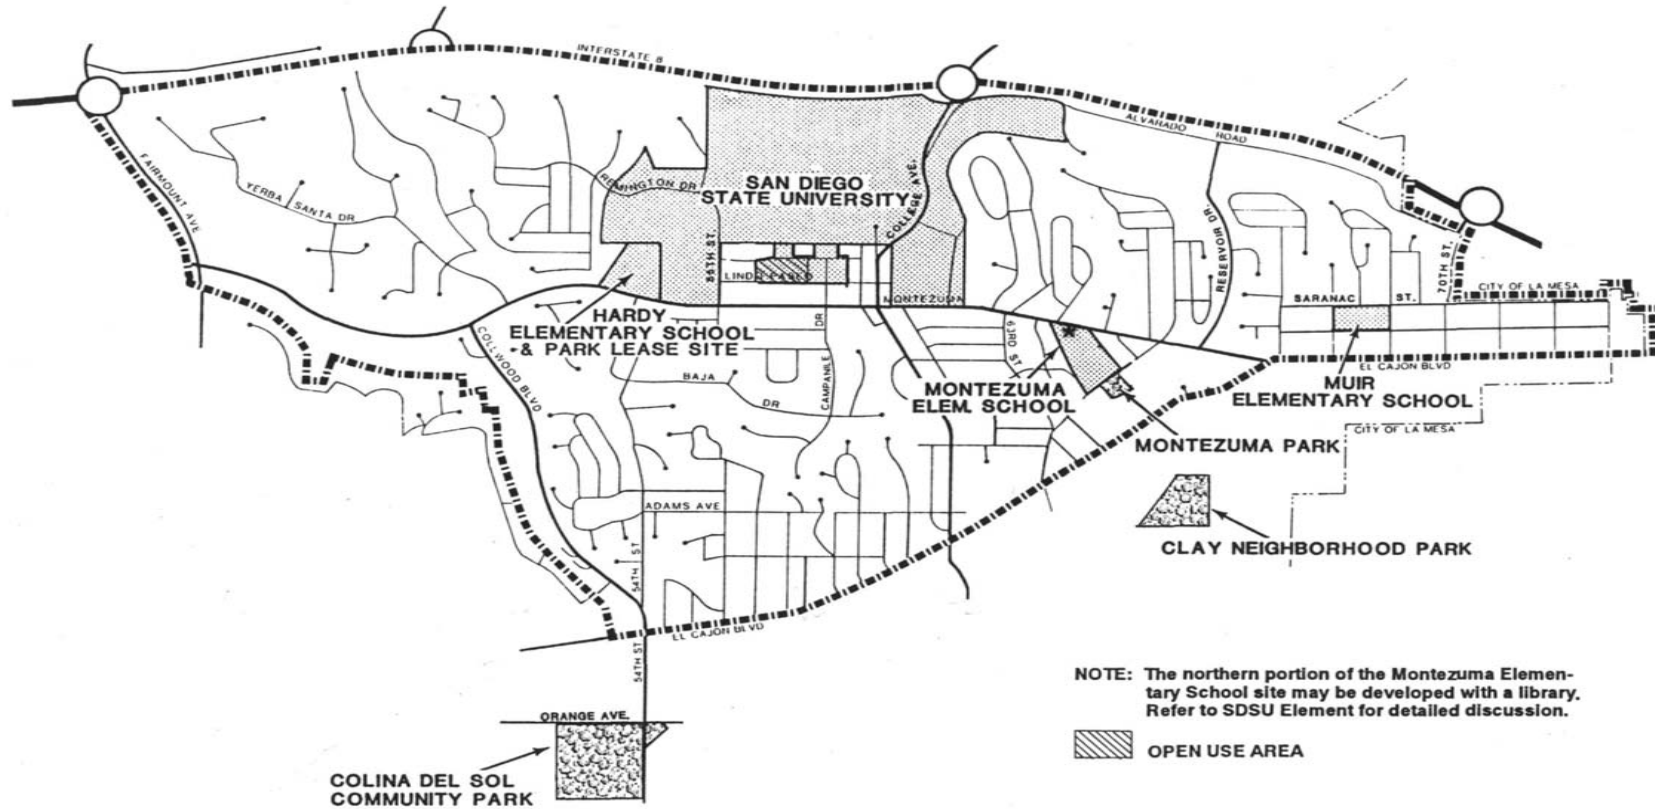 INTERSTATE 8
ALVARADO
ROAD
FAIRMOUNT AVE
YERBA
SANTA DR
REMINGTON DR
SAN DIEGO
STATE UNIVERSITY
COLLEGE AVE.
RESERVOIR DR.
55TH ST.
LINDO PASEO
MONTEZUMA
70TH ST.
CITY OF LA MESA
SARANAC
ST.
HARDY
ELEMENTARY SCHOOL
& PARK LEASE SITE
COLLWOOD BLVD
DR
CAMPANILE
63RD
ST
BAJA
DR
EL CAJON BLVD
MONTEZUMA
ELEM. SCHOOL
MUIR
ELEMENTARY SCHOOL
CITY OF LA MESA
MONTEZUMA PARK
ADAMS AVE
CLAY NEIGHBORHOOD PARK
54TH ST
EL CAJON BLVD
54TH ST
ORANGE AVE.
COLINA DEL SOL
COMMUNITY PARK
NOTE: The northern portion of the Montezuma Elemen-
tary School site may be developed with a library.
Refer to SDSU Element for detailed discussion.
OPEN USE AREA